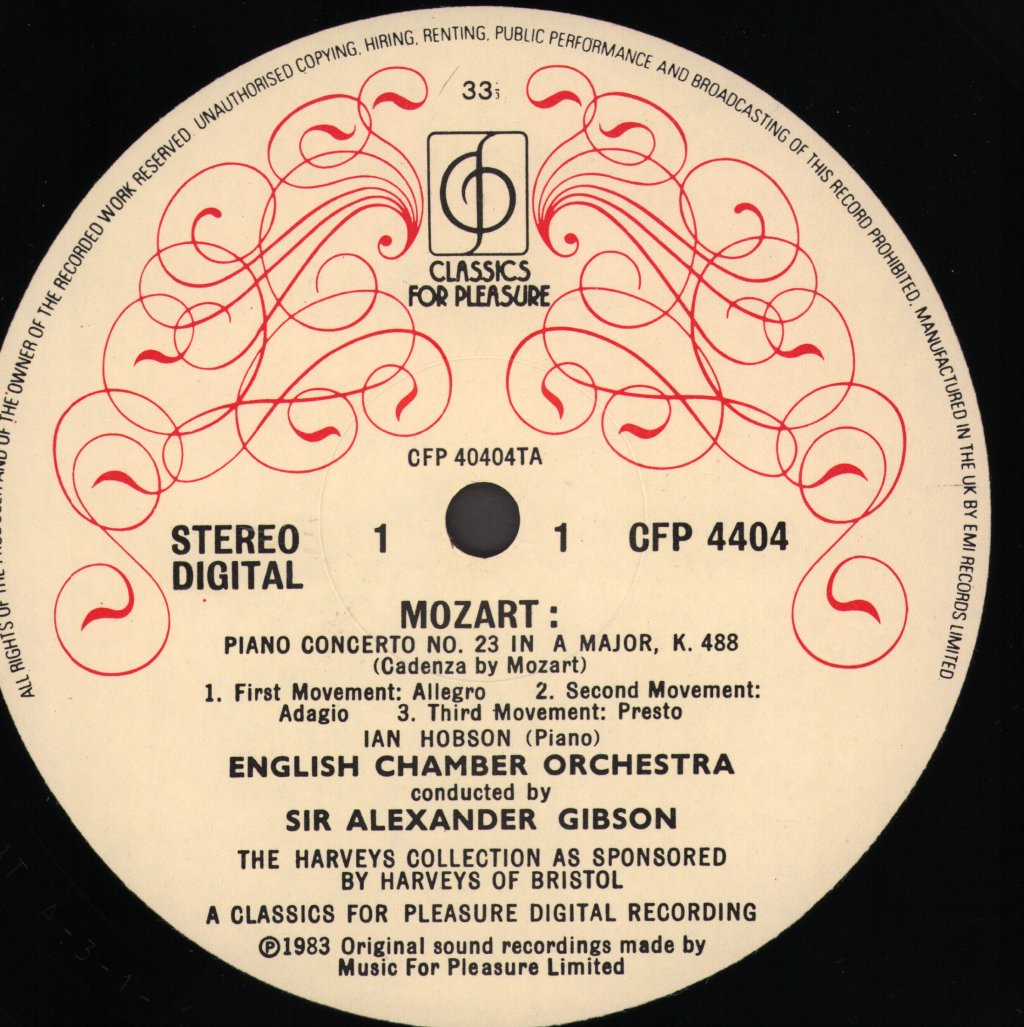 ALL RIGHTS OF THE PRODUCER AND OF THE OWNER OF THE RECORDED WORK RESERVED. UNAUTHORISED COPYING, HIRING, RENTING, PUBLIC PERFORMANCE AND BROADCASTING OF THIS RECORD PROHIBITED. MANUFACTURED IN THE UK BY EMI RECORDS LIMITED
33⅓
CLASSICS
FOR PLEASURE
CFP 40404TA
STEREO 1 1 CFP 4404
DIGITAL
MOZART:
PIANO CONCERTO NO. 23 IN A MAJOR, K. 488
(Cadenza by Mozart)
1. First Movement: Allegro 2. Second Movement:
Adagio 3. Third Movement: Presto
IAN HOBSON (Piano)
ENGLISH CHAMBER ORCHESTRA
conducted by
SIR ALEXANDER GIBSON
THE HARVEYS COLLECTION AS SPONSORED
BY HARVEYS OF BRISTOL
A CLASSICS FOR PLEASURE DIGITAL RECORDING
℗1983 Original sound recordings made by
Music For Pleasure Limited